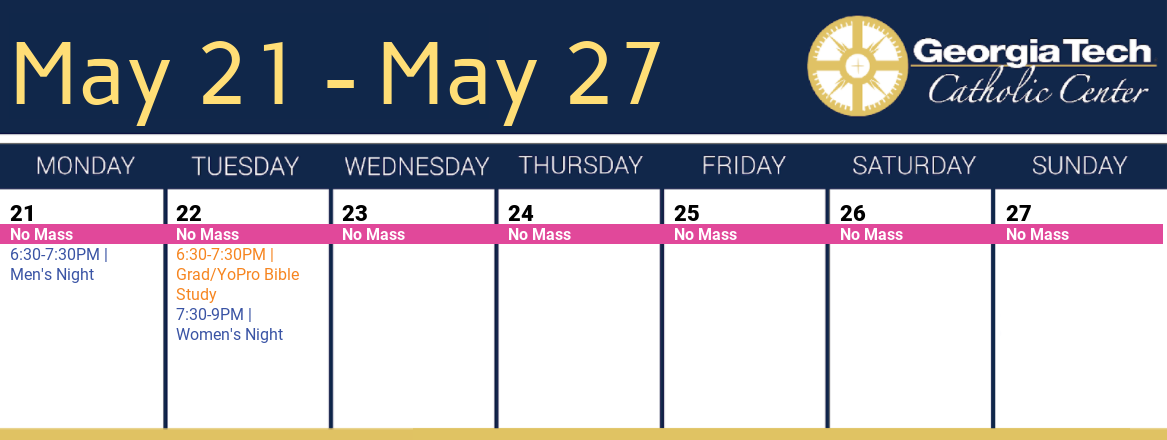 May 21 - May 27
Georgia Tech
Catholic Center
MONDAY TUESDAY WEDNESDAY THURSDAY FRIDAY SATURDAY SUNDAY
21 22 23 24 25 26 27
No Mass No Mass No Mass No Mass No Mass No Mass No Mass
6:30-7:30PM |
Men's Night
6:30-7:30PM |
Grad/YoPro Bible
Study
7:30-9PM |
Women's Night